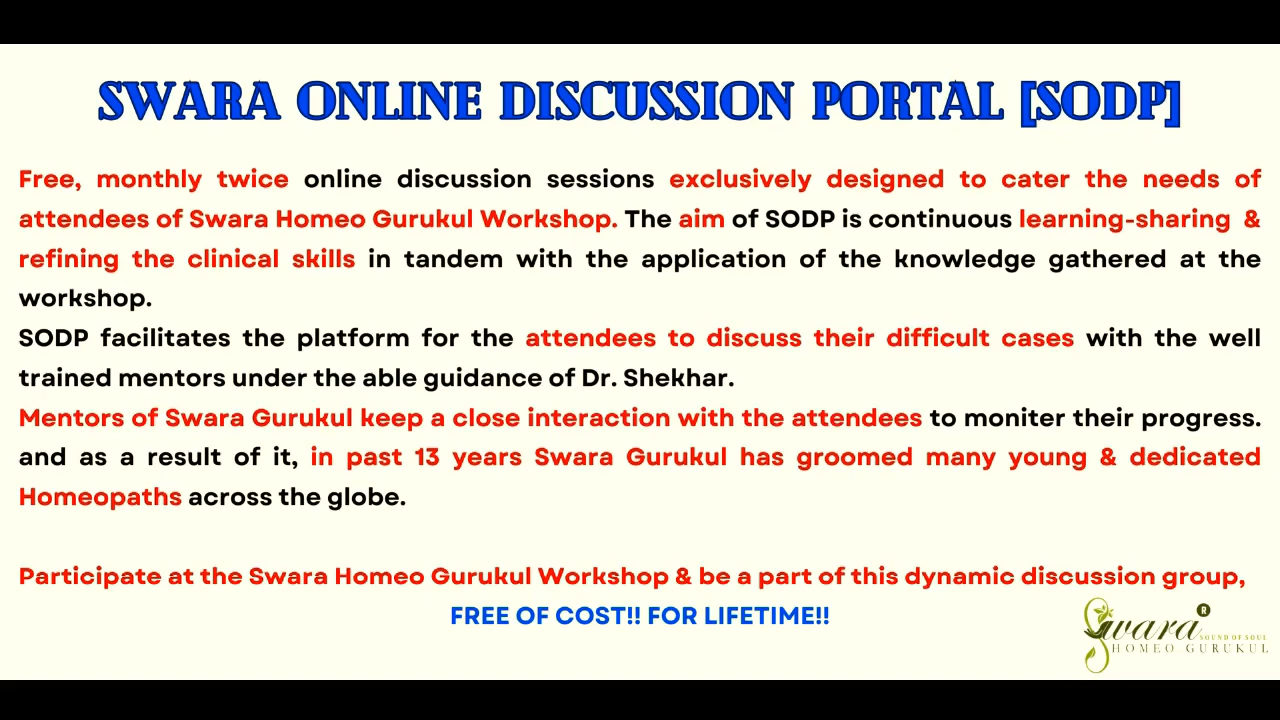 SWARA ONLINE DISCUSSION PORTAL [SODP]
Free, monthly twice online discussion sessions exclusively designed to cater the needs of
attendees of Swara Homeo Gurukul Workshop. The aim of SODP is continuous learning-sharing &
refining the clinical skills in tandem with the application of the knowledge gathered at the
workshop.
SODP facilitates the platform for the attendees to discuss their difficult cases with the well
trained mentors under the able guidance of Dr. Shekhar.
Mentors of Swara Gurukul keep a close interaction with the attendees to moniter their progress.
and as a result of it, in past 13 years Swara Gurukul has groomed many young & dedicated
Homeopaths across the globe.
Participate at the Swara Homeo Gurukul Workshop & be a part of this dynamic discussion group,
FREE OF COST!! FOR LIFETIME!!
Swara ®
SOUND OF SOUL
HOMEO GURUKUL